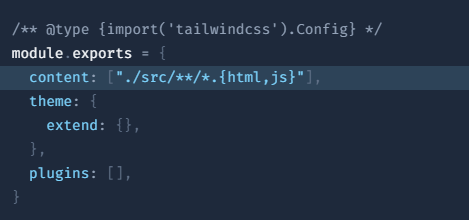 /** @type {import('tailwindcss').Config} */
module.exports = {
  content: ["./src/**/*.{html,js}"],
  theme: {
    extend: {},
  },
  plugins: [],
}